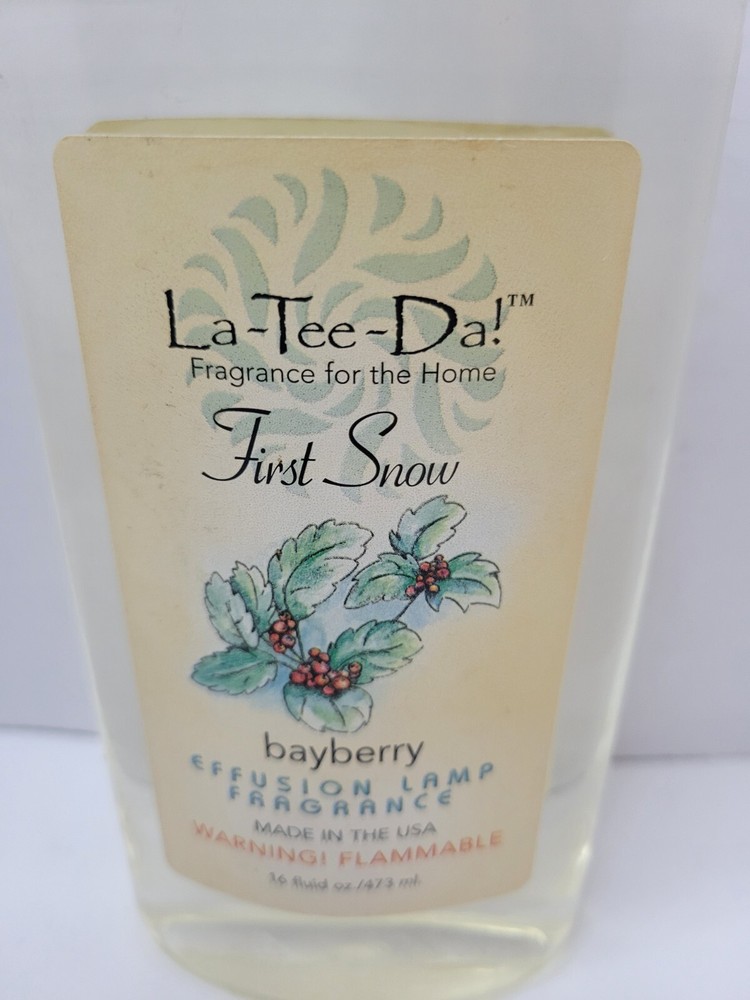 La-Tee-Da!™
Fragrance for the Home
First Snow
bayberry
EFFUSION LAMP
FRAGRANCE
MADE IN THE USA
WARNING! FLAMMABLE
16 fluid oz/473 ml.